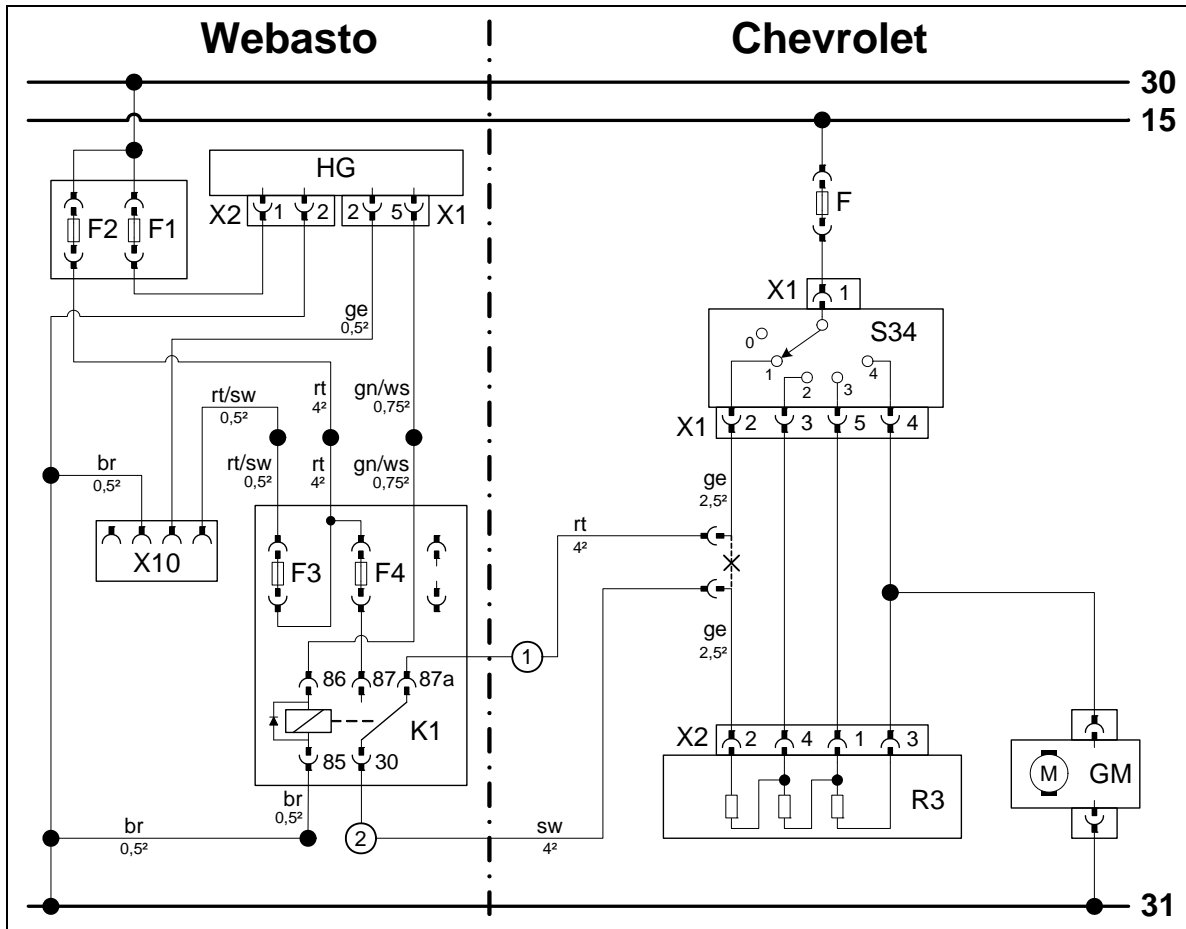 Webasto Chevrolet
30
15
HG
F
F2 F1
X2 1 2 2 5 X1
X1 1
ge
0,5²
S34
0
1
2
3
4
rt/sw
0,5²
rt
4²
gn/ws
0,75²
X1 2 3 5 4
br
0,5²
rt/sw
0,5²
rt
4²
gn/ws
0,75²
ge
2,5²
rt
4²
X10
F3 F4
ge
2,5²
1
86 87 87a
K1
X2 2 4 1 3
85 30
R3
M GM
br
0,5²
br
0,5²
2
sw
4²
31